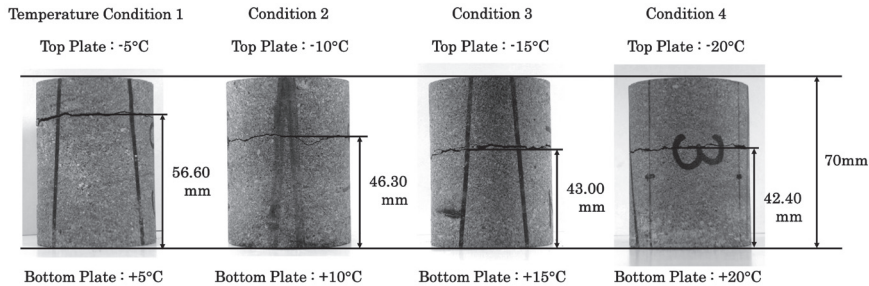 Temperature Condition 1
Top Plate : -5°C
Condition 2
Top Plate : -10°C
Condition 3
Top Plate : -15°C
Condition 4
Top Plate : -20°C
56.60
mm
46.30
mm
43.00
mm
3
42.40
mm
70mm
Bottom Plate : +5°C
Bottom Plate : +10°C
Bottom Plate : +15°C
Bottom Plate : +20°C